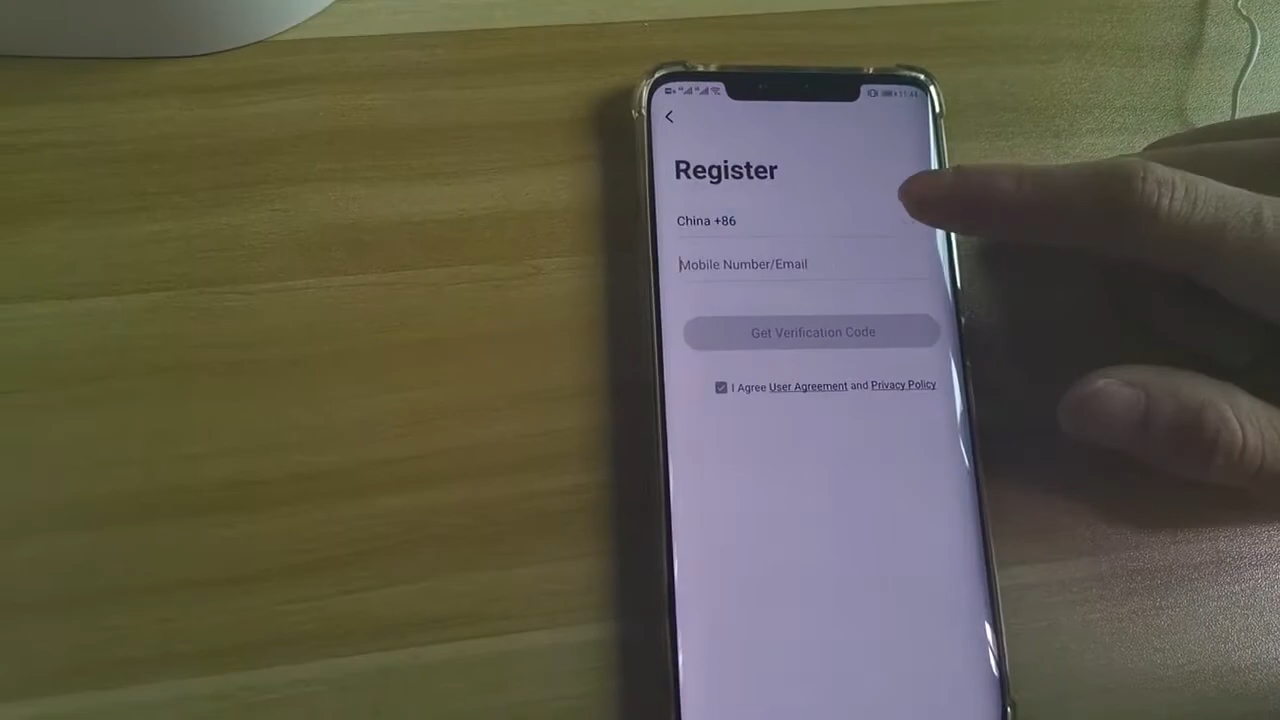 Register
China +86
Mobile Number/Email
Get Verification Code
I Agree User Agreement and Privacy Policy